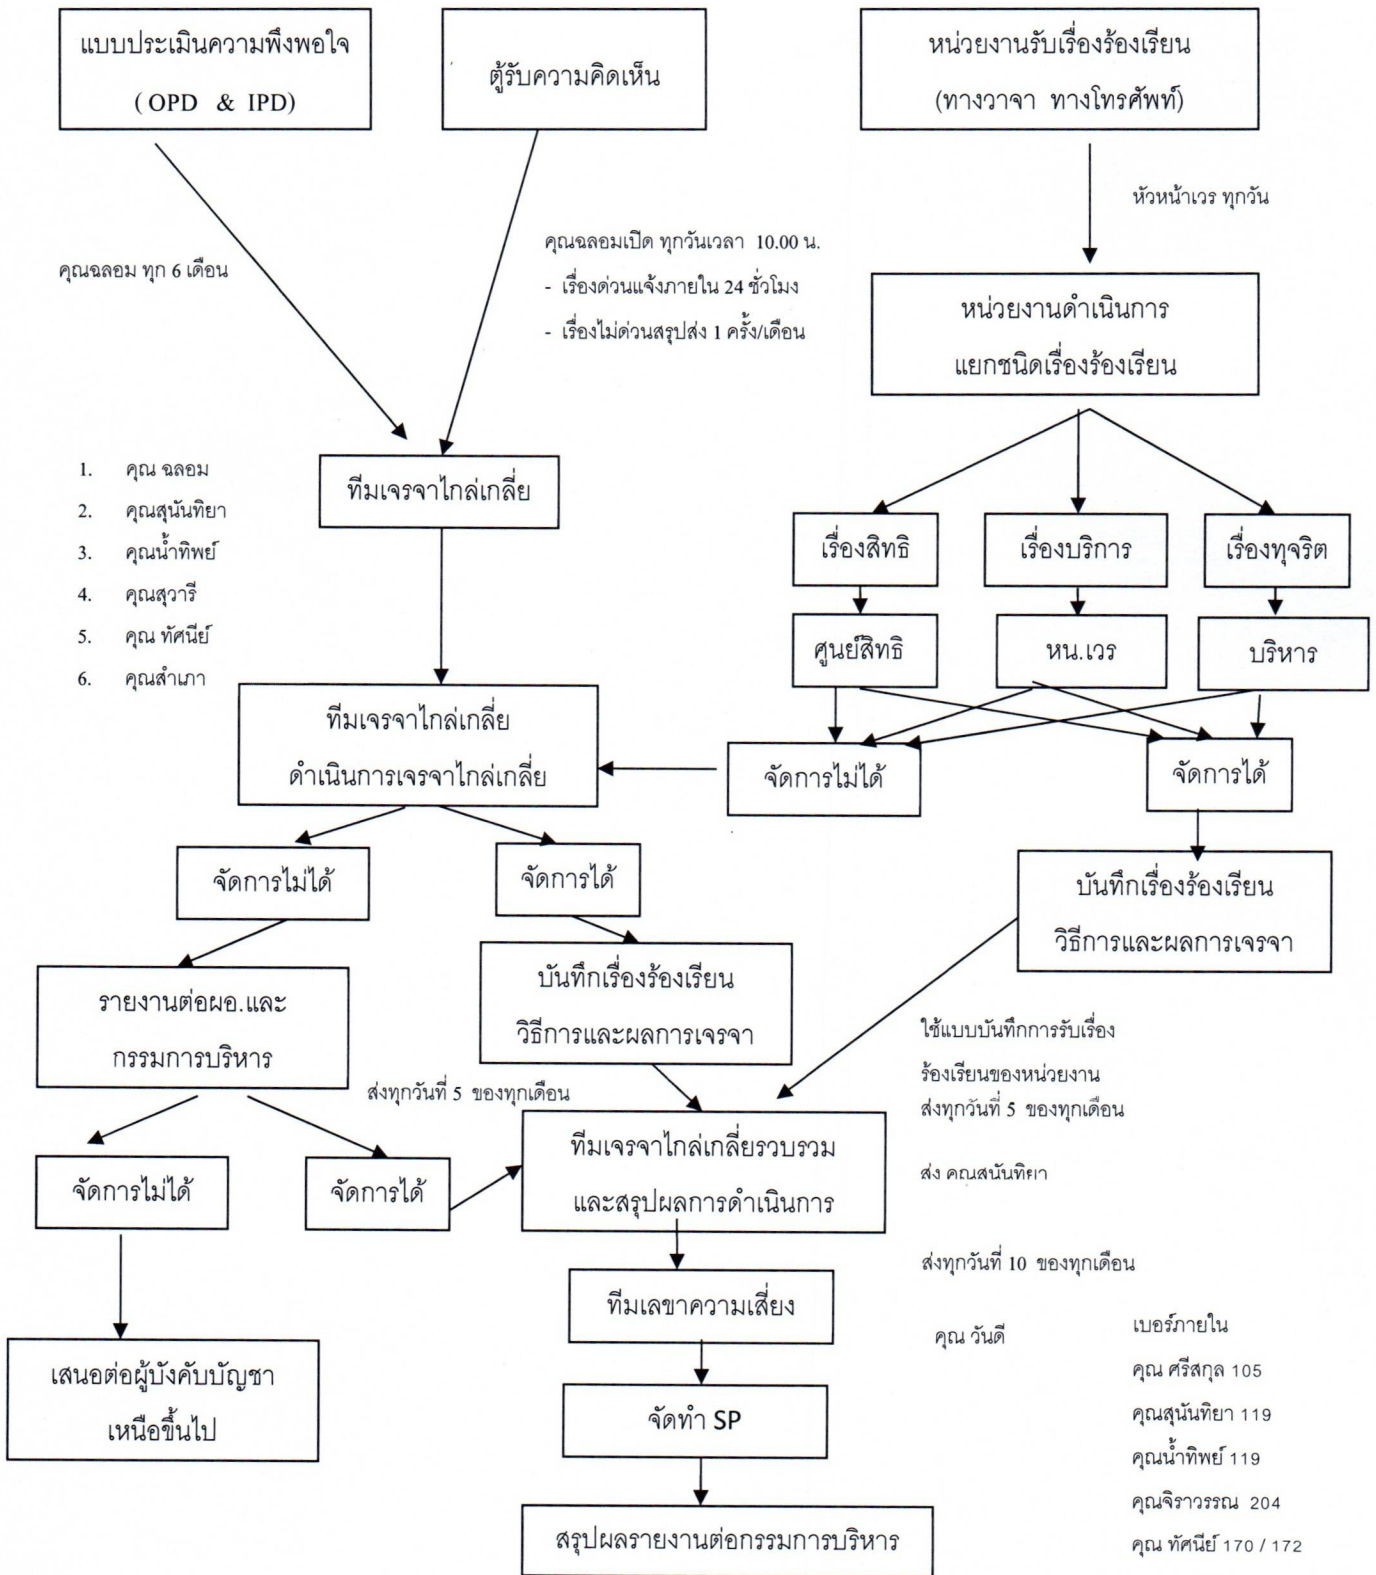 แบบประเมินความพึงพอใจ
( OPD & IPD)
ตู้รับความคิดเห็น
หน่วยงานรับเรื่องร้องเรียน
(ทางวาจา ทางโทรศัพท์)
หัวหน้าเวร ทุกวัน
คุณฉลอม ทุก 6 เดือน
คุณฉลอมเปิด ทุกวันเวลา 10.00 น.
- เรื่องด่วนแจ้งภายใน 24 ชั่วโมง
- เรื่องไม่ด่วนสรุปส่ง 1 ครั้ง/เดือน
หน่วยงานดำเนินการ
แยกชนิดเรื่องร้องเรียน
1. คุณ ฉลอม
2. คุณสุนันทิยา
3. คุณน้ำทิพย์
4. คุณสุวารี
5. คุณ ทัศนีย์
6. คุณสำเภา
ทีมเจรจาไกล่เกลี่ย
เรื่องสิทธิ
เรื่องบริการ
เรื่องทุจริต
ศูนย์สิทธิ
หน.เวร
บริหาร
ทีมเจรจาไกล่เกลี่ย
ดำเนินการเจรจาไกล่เกลี่ย
จัดการไม่ได้
จัดการได้
จัดการไม่ได้
จัดการได้
บันทึกเรื่องร้องเรียน
วิธีการและผลการเจรจา
รายงานต่อผอ.และ
กรรมการบริหาร
บันทึกเรื่องร้องเรียน
วิธีการและผลการเจรจา
ใช้แบบบันทึกการรับเรื่อง
ร้องเรียนของหน่วยงาน
ส่งทุกวันที่ 5 ของทุกเดือน
ส่งทุกวันที่ 5 ของทุกเดือน
จัดการไม่ได้
จัดการได้
ทีมเจรจาไกล่เกลี่ยรวบรวม
และสรุปผลการดำเนินการ
ส่ง คุณสุนันทิยา
ส่งทุกวันที่ 10 ของทุกเดือน
ทีมเลขาความเสี่ยง
คุณ วันดี
เสนอต่อผู้บังคับบัญชา
เหนือขึ้นไป
จัดทำ SP
สรุปผลรายงานต่อกรรมการบริหาร
เบอร์ภายใน
คุณ ศรีสกุล 105
คุณสุนันทิยา 119
คุณน้ำทิพย์ 119
คุณจิราวรรณ 204
คุณ ทัศนีย์ 170 / 172